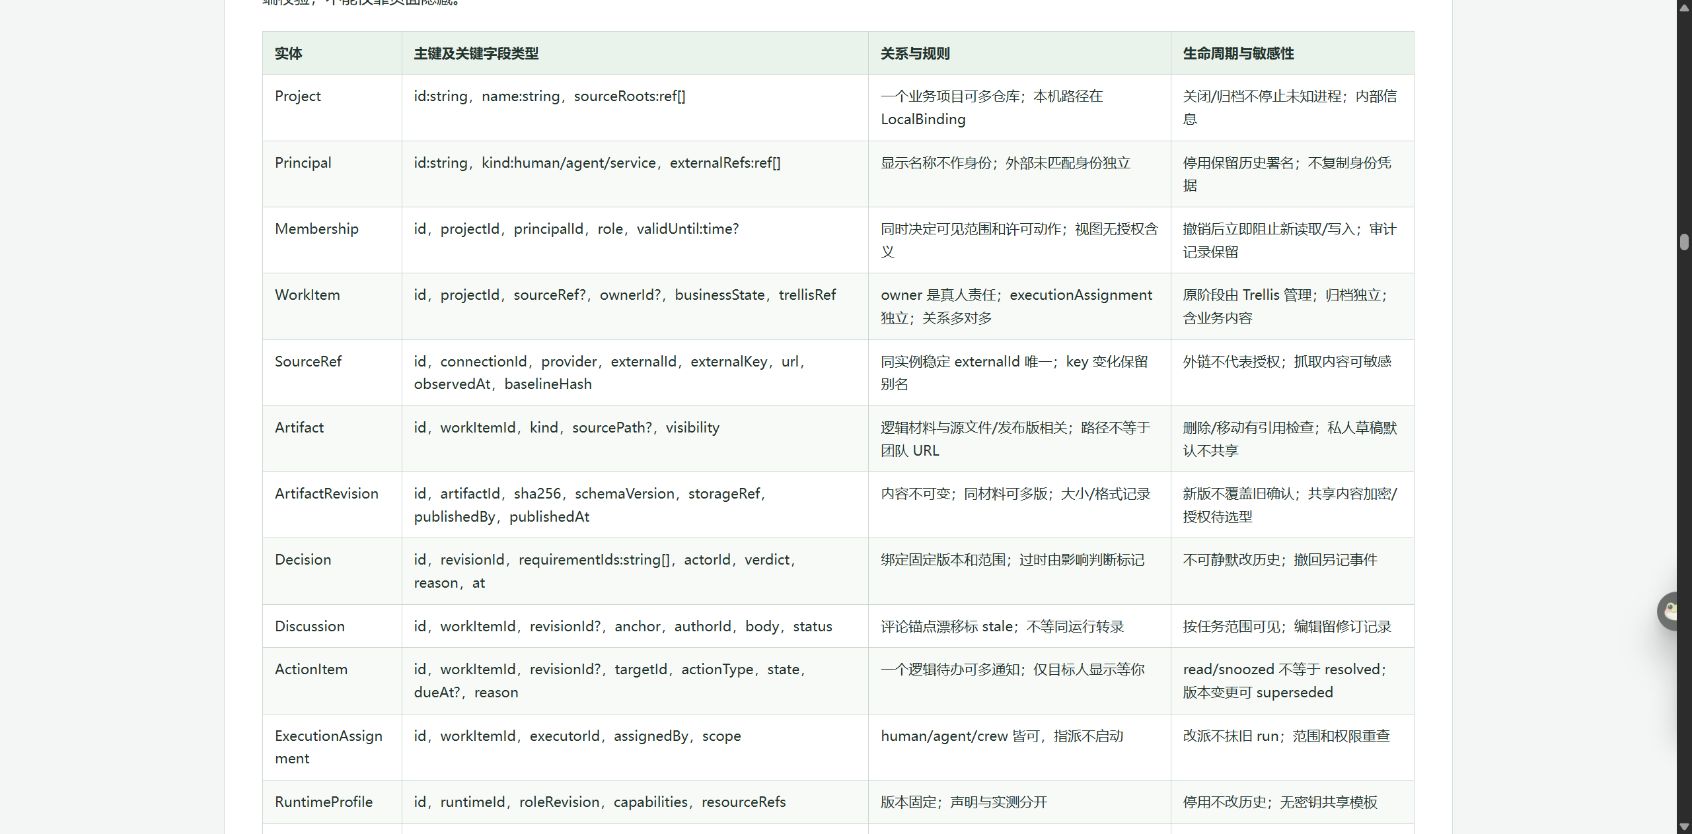 端校验，不能仅靠页面隐藏。
实体 主键及关键字段类型 关系与规则 生命周期与敏感性
Project id:string，name:string，sourceRoots:ref[] 一个业务项目可多仓库；本机路径在 关闭/归档不停止未知进程；内部信
LocalBinding 息
Principal id:string，kind:human/agent/service，externalRefs:ref[] 显示名称不作身份；外部未匹配身份独立 停用保留历史署名；不复制身份凭
据
Membership id，projectId，principalId，role，validUntil:time? 同时决定可见范围和许可动作；视图无授权含 撤销后立即阻止新读取/写入；审计
义 记录保留
WorkItem id，projectId，sourceRef?，ownerId?，businessState，trellisRef owner 是真人责任；executionAssignment 原阶段由 Trellis 管理；归档独立；
独立；关系多对多 含业务内容
SourceRef id，connectionId，provider，externalId，externalKey，url， 同实例稳定 externalId 唯一；key 变化保留 外链不代表授权；抓取内容可敏感
observedAt，baselineHash 别名
Artifact id，workItemId，kind，sourcePath?，visibility 逻辑材料与源文件/发布版相关；路径不等于 删除/移动有引用检查；私人草稿默
团队 URL 认不共享
ArtifactRevision id，artifactId，sha256，schemaVersion，storageRef， 内容不可变；同材料可多版；大小/格式记录 新版不覆盖旧确认；共享内容加密/
publishedBy，publishedAt 授权待选型
Decision id，revisionId，requirementIds:string[]，actorId，verdict， 绑定固定版本和范围；过时由影响判断标记 不可静默改历史；撤回另记事件
reason，at
Discussion id，workItemId，revisionId?，anchor，authorId，body，status 评论锚点漂移标 stale；不等同运行转录 按任务范围可见；编辑留修订记录
ActionItem id，workItemId，revisionId?，targetId，actionType，state， 一个逻辑待办可多通知；仅目标人显示等你 read/snoozed 不等于 resolved；
dueAt?，reason 版本变更可 superseded
ExecutionAssign id，workItemId，executorId，assignedBy，scope human/agent/crew 皆可，指派不启动 改派不抹旧 run；范围和权限重查
ment
RuntimeProfile id，runtimeId，roleRevision，capabilities，resourceRefs 版本固定；声明与实测分开 停用不改历史；无密钥共享模板